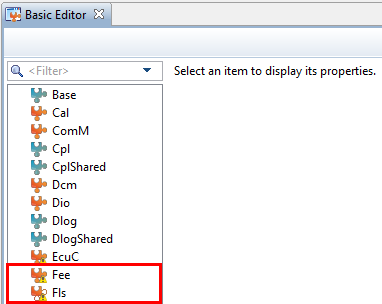 Basic Editor
<Filter>
Select an item to display its properties.
Base
Cal
ComM
Cpl
CplShared
Dcm
Dio
Dlog
DlogShared
EcuC
Fee
Fls